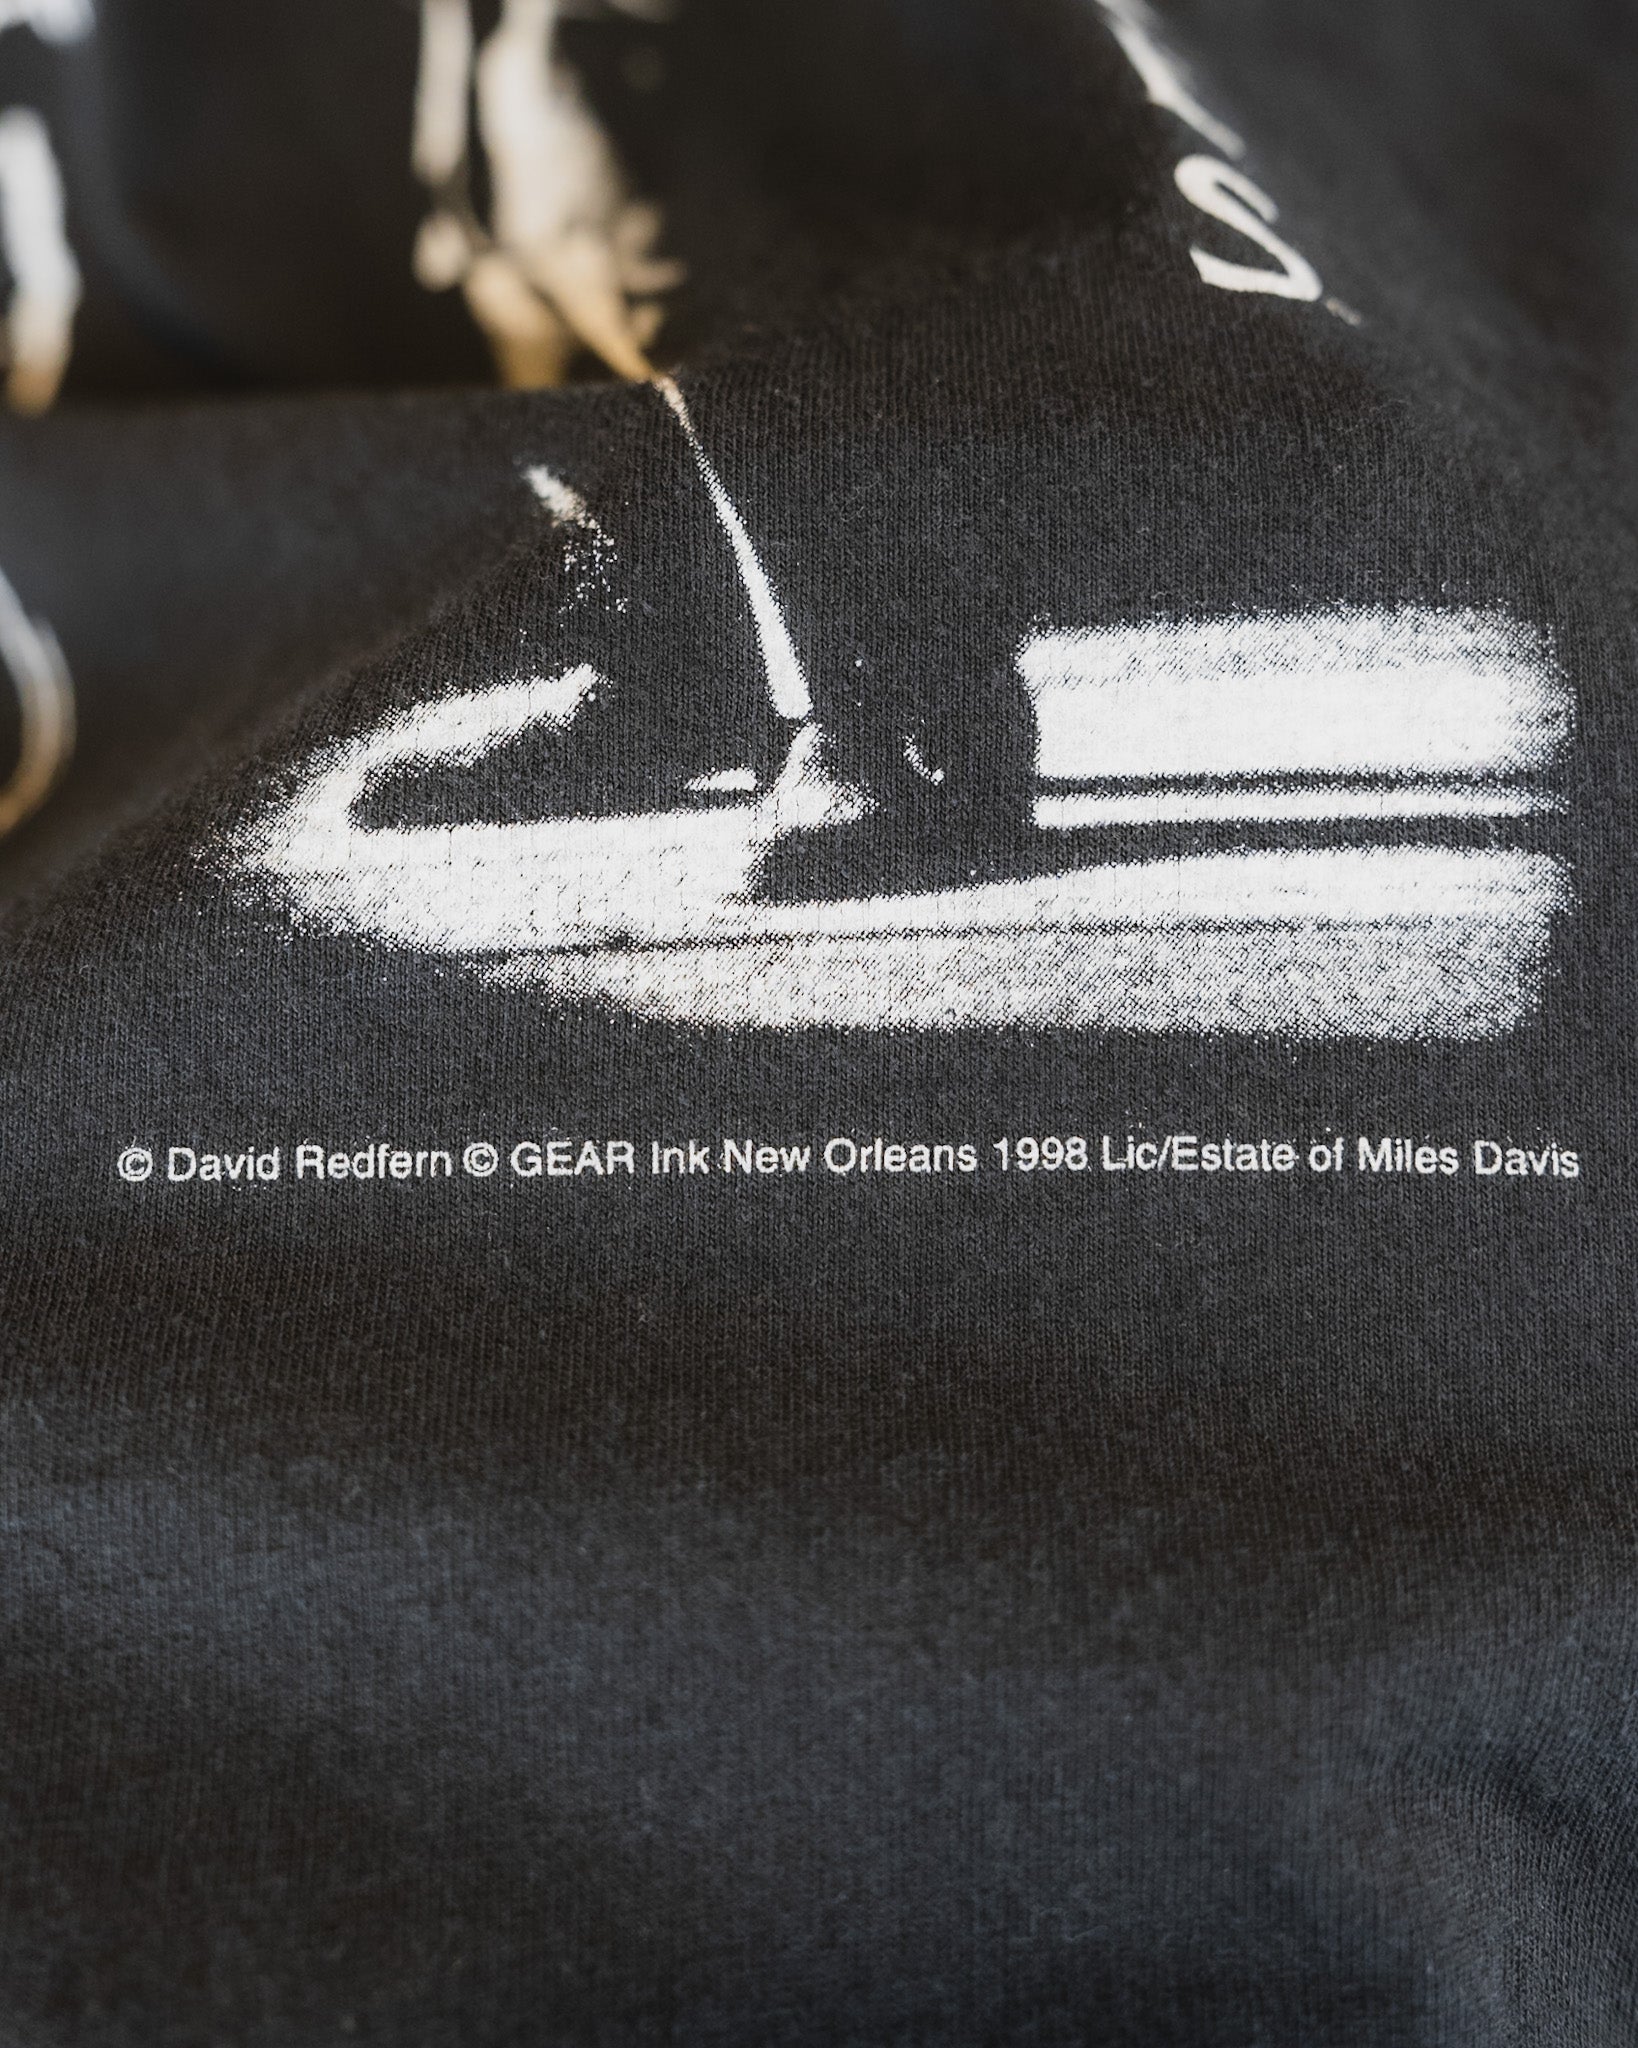 S
© David Redfern © GEAR Ink New Orleans 1998 Lic/Estate of Miles Davis